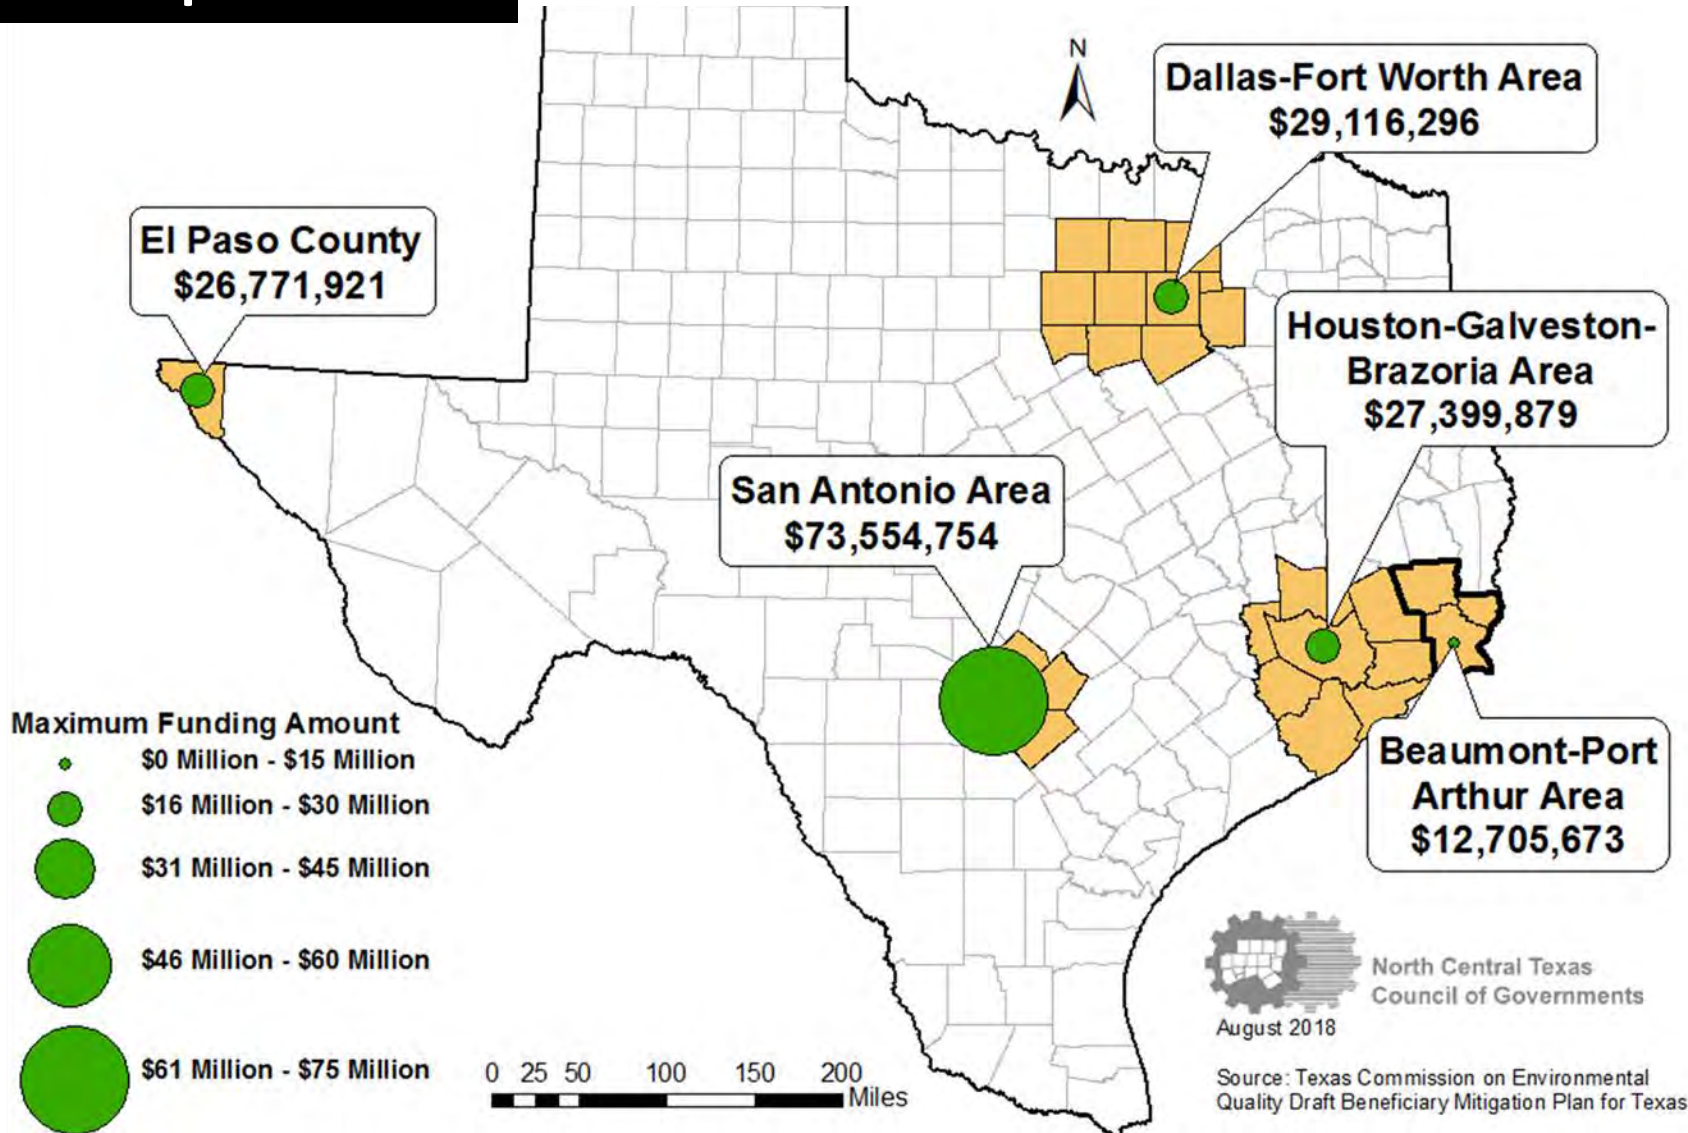 N
Dallas-Fort Worth Area
$29,116,296
El Paso County
$26,771,921
Houston-Galveston-
Brazoria Area
$27,399,879
San Antonio Area
$73,554,754
Beaumont-Port
Arthur Area
$12,705,673
Maximum Funding Amount
$0 Million - $15 Million
$16 Million - $30 Million
$31 Million - $45 Million
$46 Million - $60 Million
$61 Million - $75 Million
0 25 50 100 150 200
Miles
North Central Texas
Council of Governments
August 2018
Source: Texas Commission on Environmental
Quality Draft Beneficiary Mitigation Plan for Texas